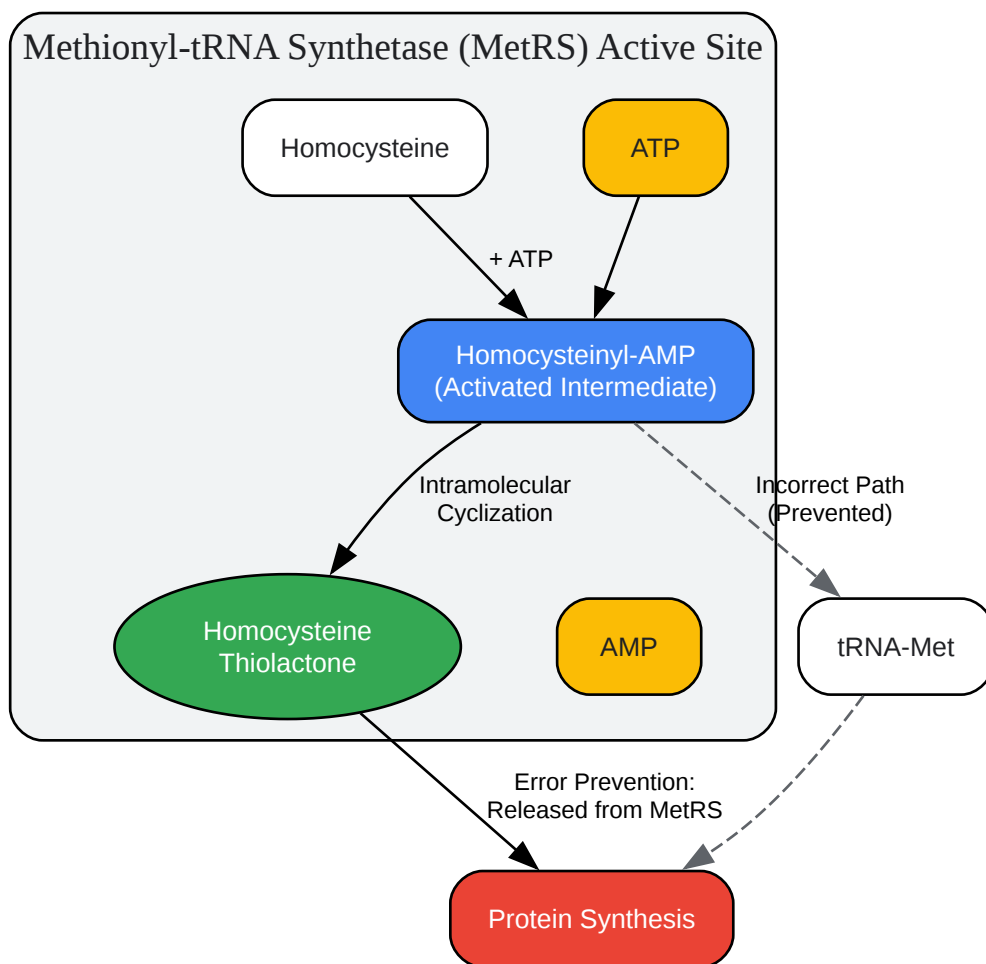 Methionyl-tRNA Synthetase (MetRS) Active Site
Homocysteine
ATP
+ ATP
Homocysteinyl-AMP
(Activated Intermediate)
Intramolecular
Cyclization
Incorrect Path
(Prevented)
Homocysteine
Thiolactone
AMP
tRNA-Met
Error Prevention:
Released from MetRS
Protein Synthesis